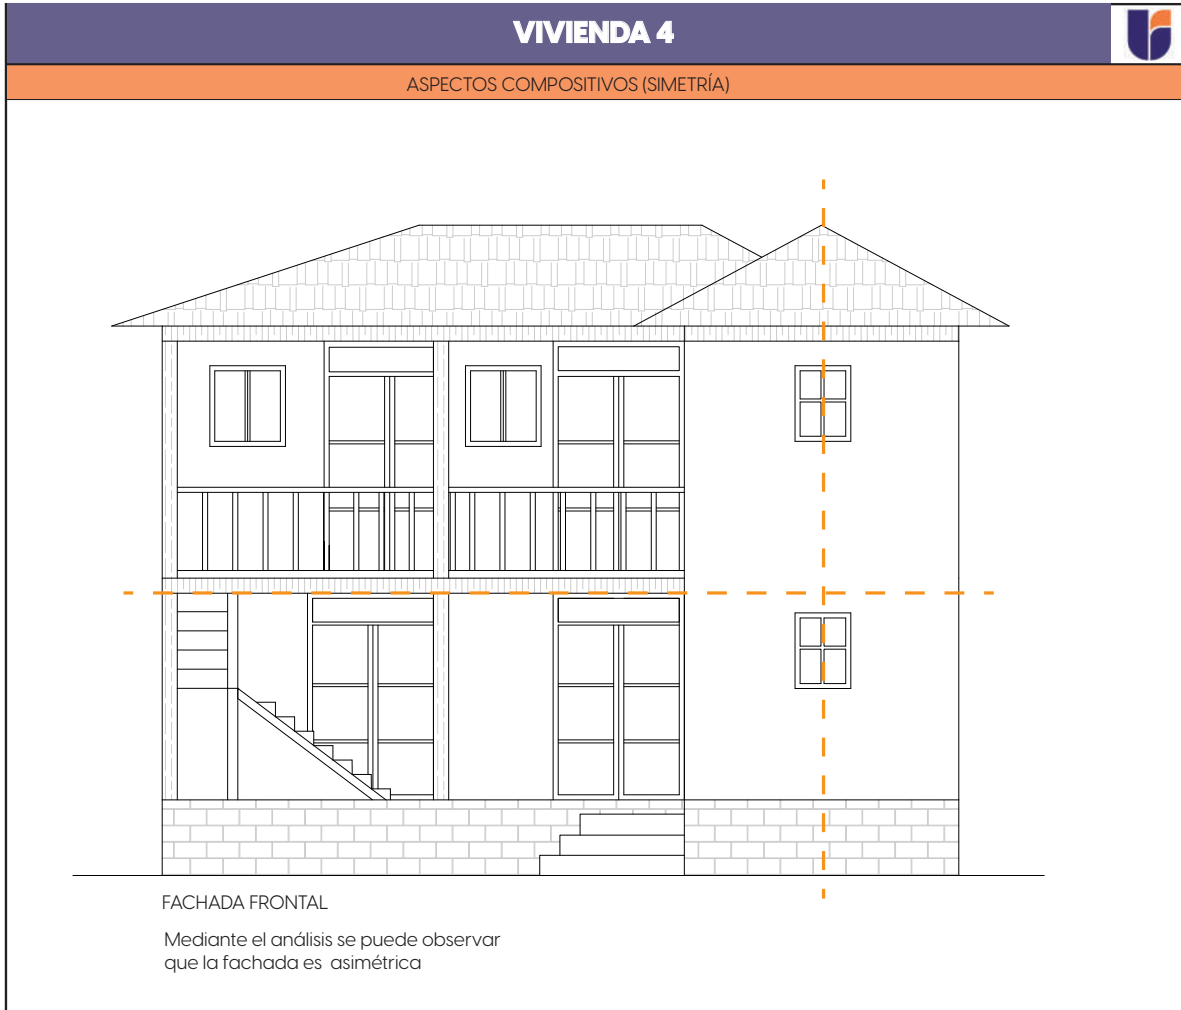 VIVIENDA 4
ASPECTOS COMPOSITIVOS (SIMETRÍA)
FACHADA FRONTAL
Mediante el análisis se puede observar
que la fachada es asimétrica